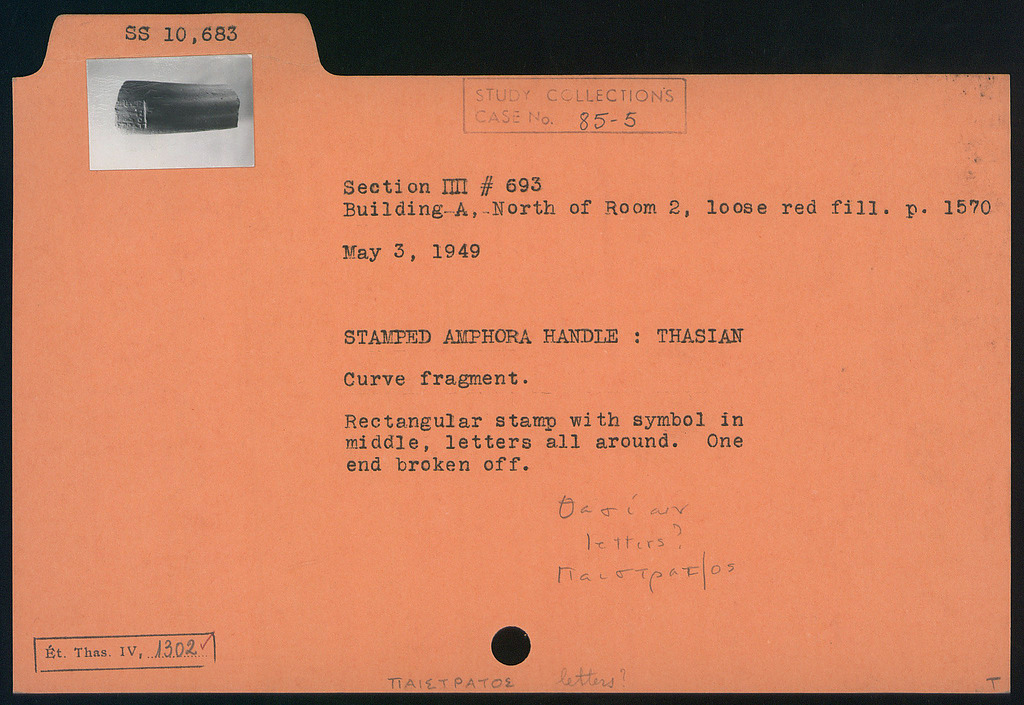 SS 10,683
STUDY COLLECTIONS
CASE No. 85-5
Section ΠΠ # 693
Building A, North of Room 2, loose red fill. p. 1570
May 3, 1949
STAMPED AMPHORA HANDLE : THASIAN
Curve fragment.
Rectangular stamp with symbol in
middle, letters all around. One
end broken off.
Θασίων
letters?
Παιστρατ|ος
Ét. Thas. IV, 1302 ✓
ΠΑΙΣΤΡΑΤΟΣ letters?
T